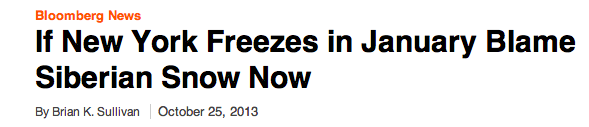 Bloomberg News
If New York Freezes in January Blame
Siberian Snow Now
By Brian K. Sullivan October 25, 2013